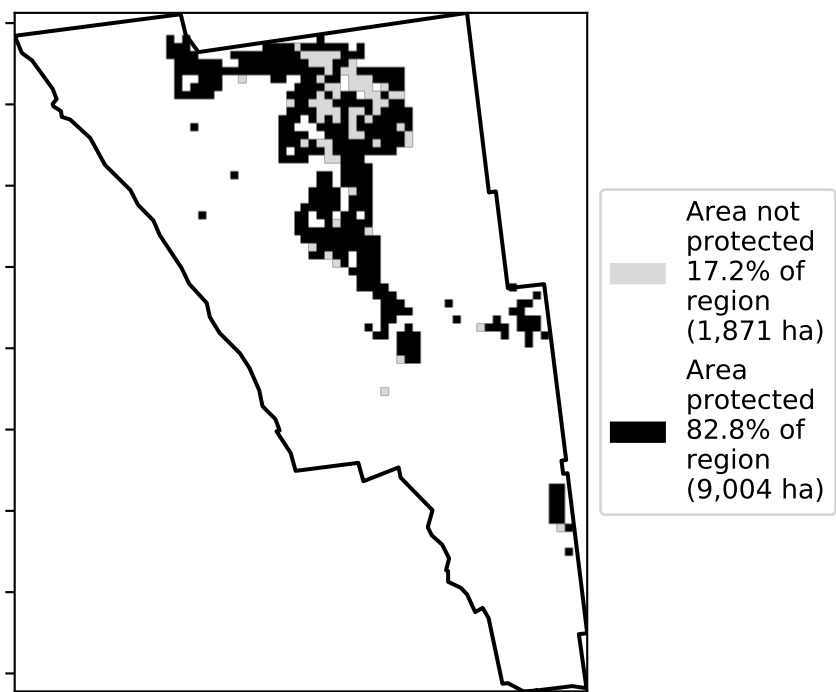 Area not
protected
17.2% of
region
(1,871 ha)
Area
protected
82.8% of
region
(9,004 ha)